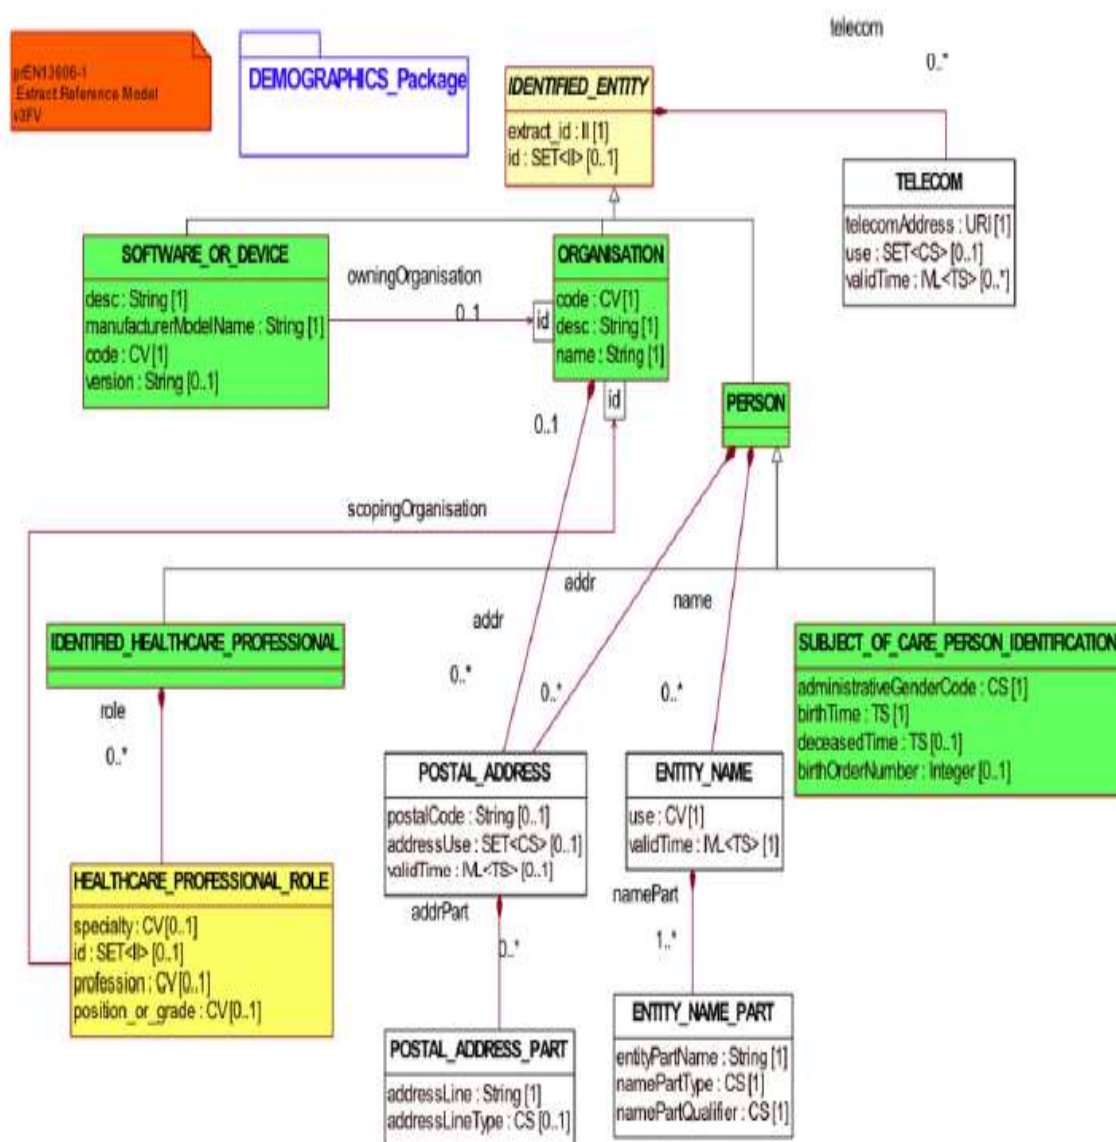 prEN13606-1
Extract Reference Model
v3FV
DEMOGRAPHICS_Package
telecom
0..*
IDENTIFIED_ENTITY
extract_id : II [1]
id : SET<II> [0..1]
TELECOM
telecomAddress : URI [1]
use : SET<CS> [0..1]
validTime : IVL<TS> [0..*]
SOFTWARE_OR_DEVICE
desc : String [1]
manufacturerModelName : String [1]
code : CV [1]
version : String [0..1]
owningOrganisation
0..1
id
ORGANISATION
code : CV [1]
desc : String [1]
name : String [1]
id
0..1
PERSON
scopingOrganisation
addr
addr
name
0..*
0..*
0..*
IDENTIFIED_HEALTHCARE_PROFESSIONAL
role
0..*
SUBJECT_OF_CARE_PERSON_IDENTIFICATION
administrativeGenderCode : CS [1]
birthTime : TS [1]
deceasedTime : TS [0..1]
birthOrderNumber : Integer [0..1]
POSTAL_ADDRESS
postalCode : String [0..1]
addressUse : SET<CS> [0..1]
validTime : IVL<TS> [0..1]
ENTITY_NAME
use : CV [1]
validTime : IVL<TS> [1]
HEALTHCARE_PROFESSIONAL_ROLE
specialty : CV [0..1]
id : SET<II> [0..1]
profession : CV [0..1]
position_or_grade : CV [0..1]
addrPart
0..*
namePart
1..*
POSTAL_ADDRESS_PART
addressLine : String [1]
addressLineType : CS [0..1]
ENTITY_NAME_PART
entityPartName : String [1]
namePartType : CS [1]
namePartQualifier : CS [1]